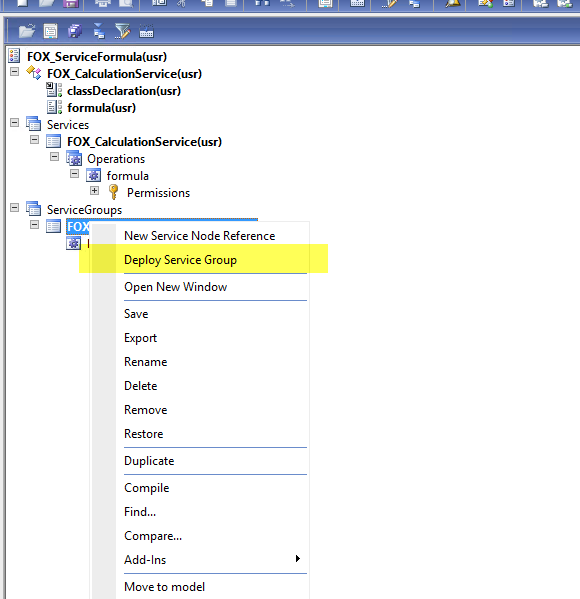 FOX_ServiceFormula(usr)
FOX_CalculationService(usr)
classDeclaration(usr)
formula(usr)
Services
FOX_CalculationService(usr)
Operations
formula
Permissions
ServiceGroups
FOX
New Service Node Reference
Deploy Service Group
Open New Window
Save
Export
Rename
Delete
Remove
Restore
Duplicate
Compile
Find...
Compare...
Add-Ins
Move to model